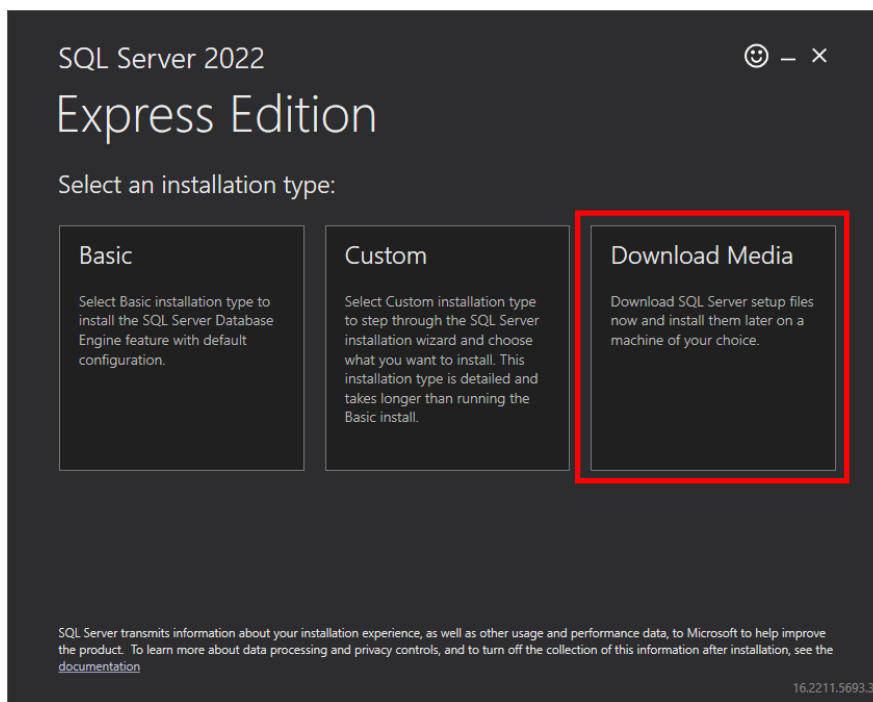 SQL Server 2022
Express Edition
Select an installation type:
Basic
Select Basic installation type to
install the SQL Server Database
Engine feature with default
configuration.
Custom
Select Custom installation type
to step through the SQL Server
installation wizard and choose
what you want to install. This
installation type is detailed and
takes longer than running the
Basic install.
Download Media
Download SQL Server setup files
now and install them later on a
machine of your choice.
SQL Server transmits information about your installation experience, as well as other usage and performance data, to Microsoft to help improve
the product. To learn more about data processing and privacy controls, and to turn off the collection of this information after installation, see the
documentation
16.2211.5693.3